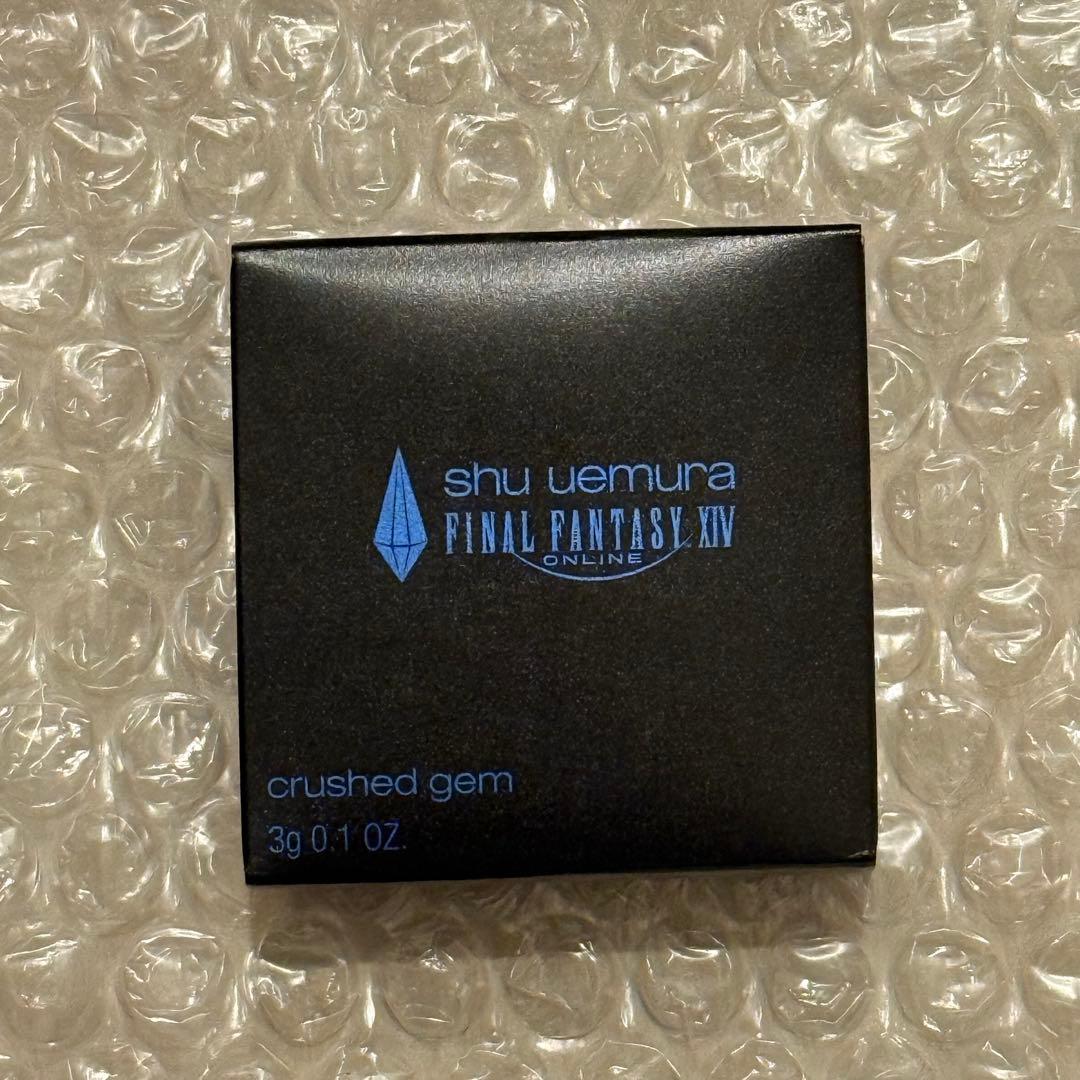 shu uemura
FINAL FANTASY XIV
ONLINE
crushed gem
3g 0.1 OZ.